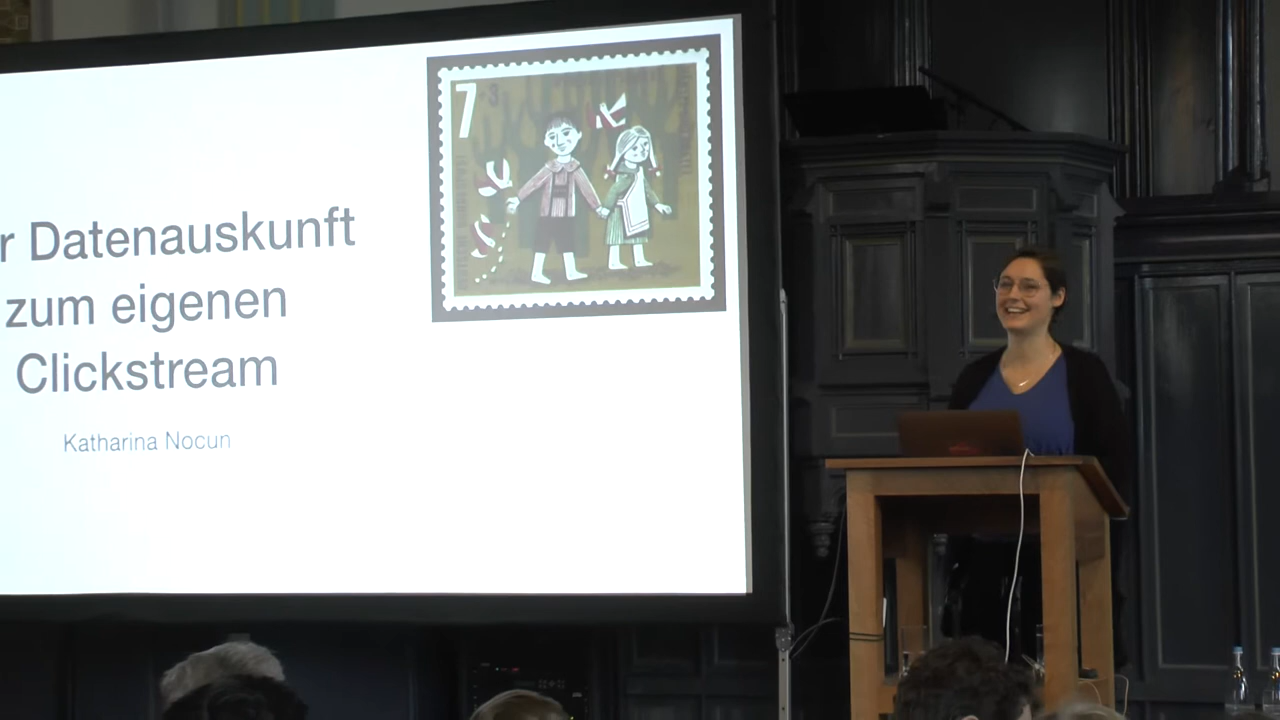 r Datenauskunft
zum eigenen
Clickstream
Katharina Nocun
7